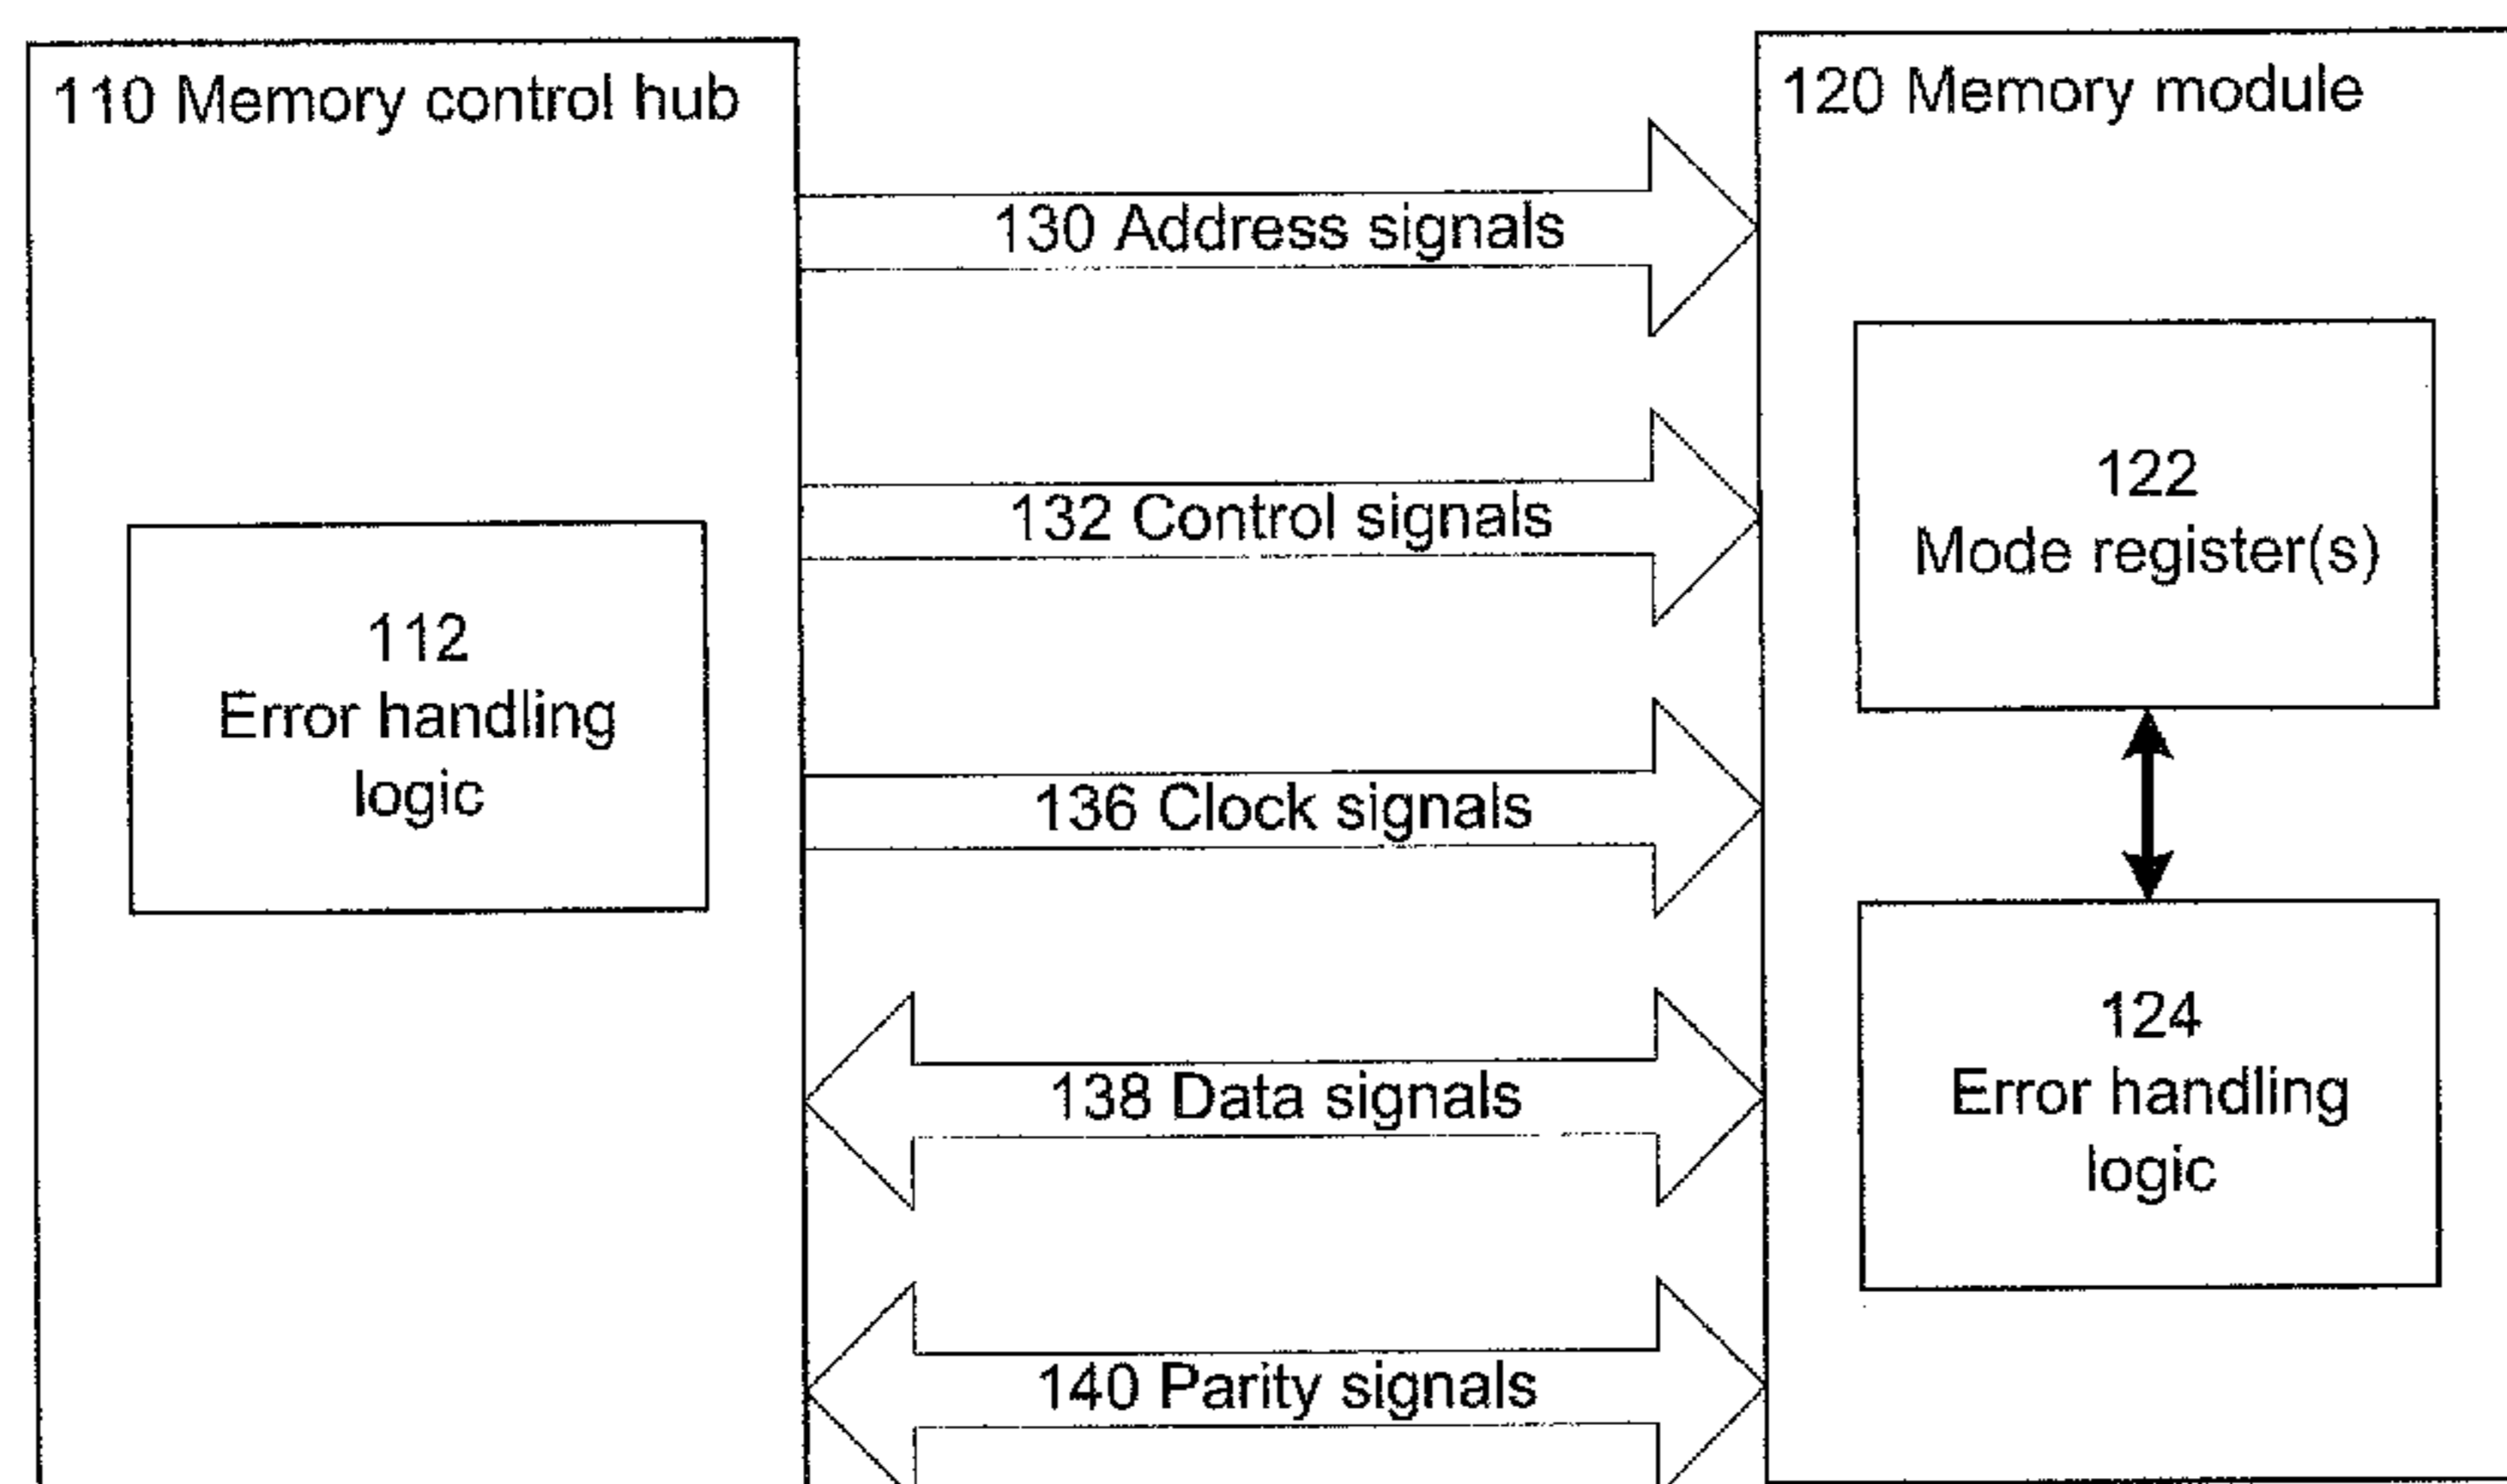 110 Memory control hub
120 Memory module
130 Address signals
132 Control signals
136 Clock signals
138 Data signals
140 Parity signals
112
Error handling
logic
122
Mode register(s)
124
Error handling
logic